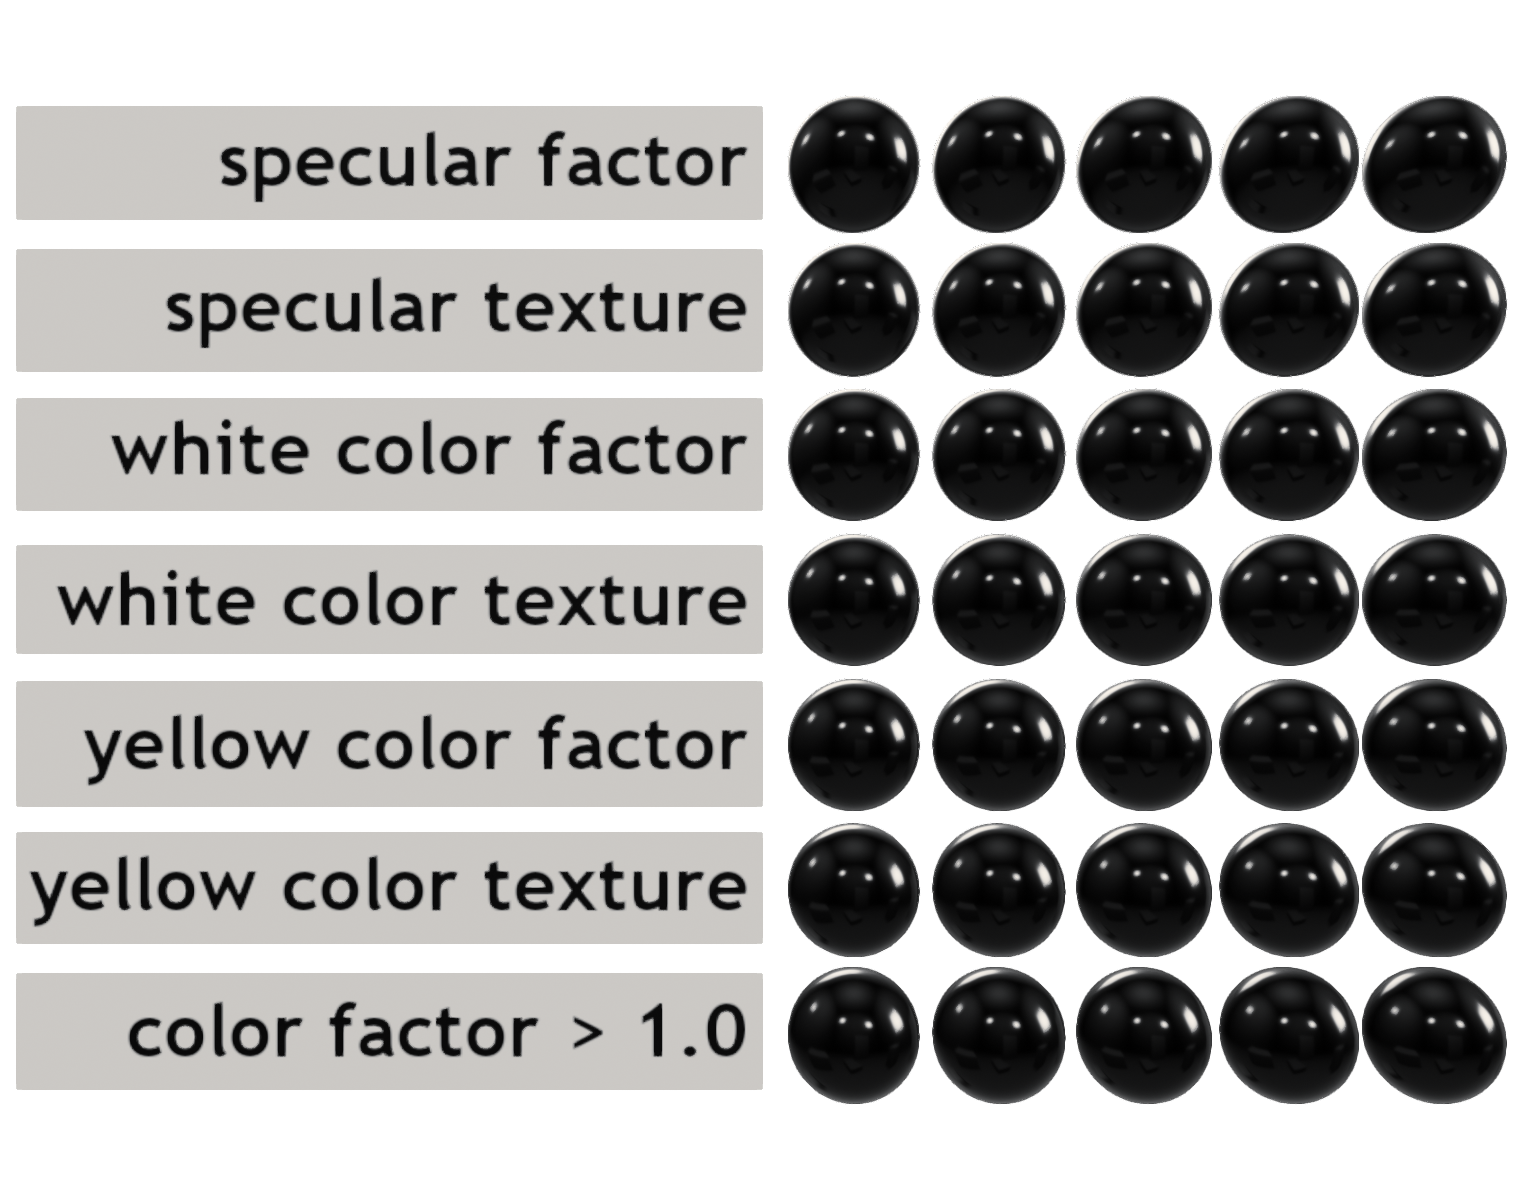 specular factor
specular texture
white color factor
white color texture
yellow color factor
yellow color texture
color factor > 1.0